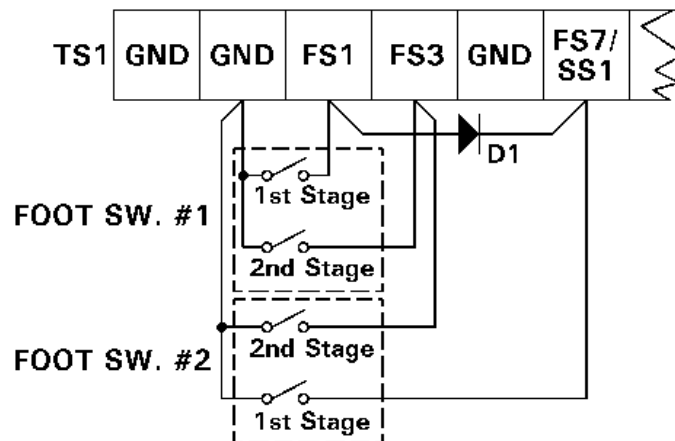 TS1 GND GND FS1 FS3 GND FS7/
SS1
D1
1st Stage
FOOT SW. #1
2nd Stage
2nd Stage
FOOT SW. #2
1st Stage